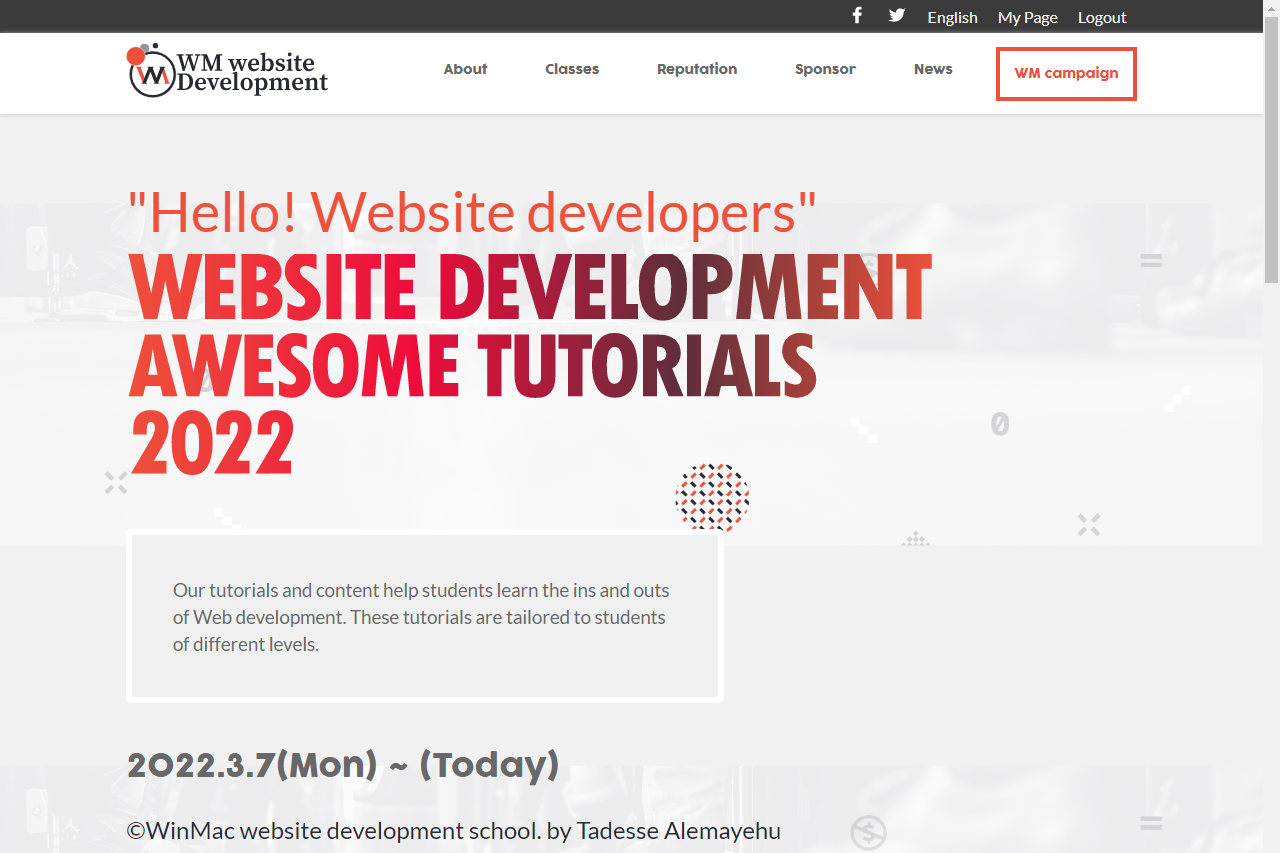 English My Page Logout
WM website
Development
About Classes Reputation Sponsor News WM campaign
"Hello! Website developers"
WEBSITE DEVELOPMENT
AWESOME TUTORIALS
2022
Our tutorials and content help students learn the ins and outs
of Web development. These tutorials are tailored to students
of different levels.
2022.3.7(Mon) ~ (Today)
©WinMac website development school. by Tadesse Alemayehu